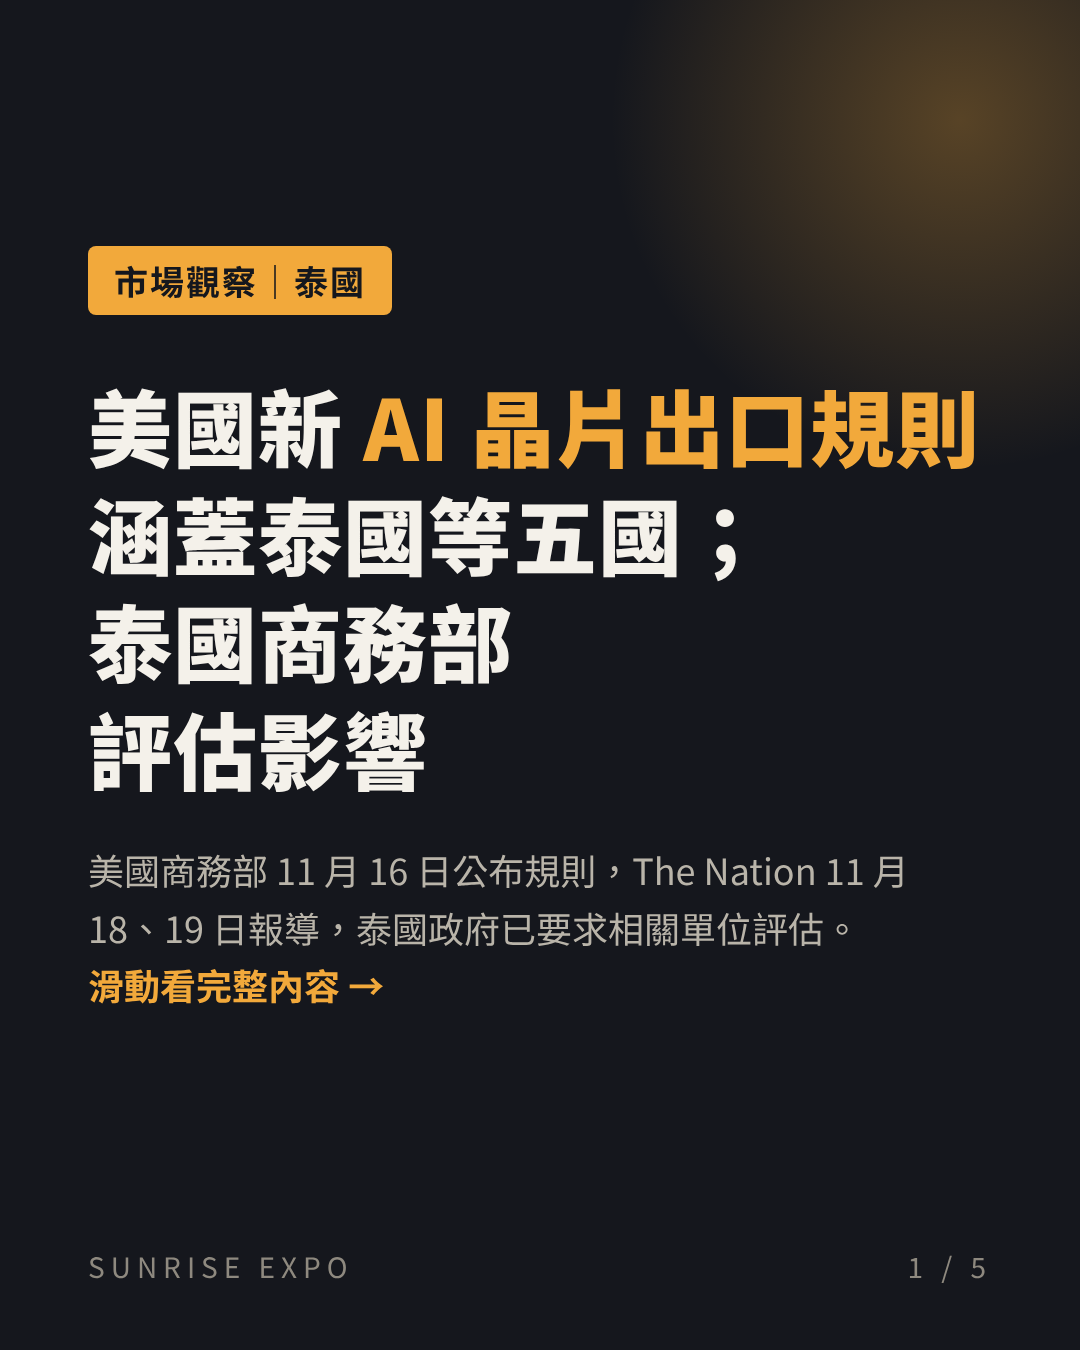 市場觀察｜泰國
美國新 AI 晶片出口規則
涵蓋泰國等五國；
泰國商務部
評估影響
美國商務部 11 月 16 日公布規則，The Nation 11 月
18、19 日報導，泰國政府已要求相關單位評估。
滑動看完整內容 →
SUNRISE EXPO
1 / 5